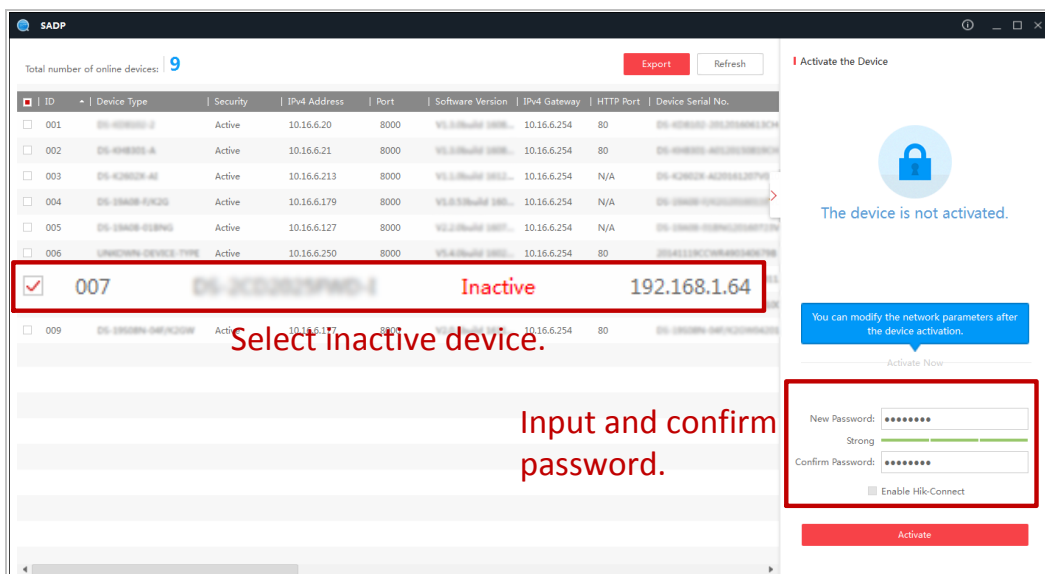 SADP
Total number of online devices: 9
Export
Refresh
ID Device Type Security IPv4 Address Port Software Version IPv4 Gateway HTTP Port Device Serial No.
001 Active 10.16.6.20 8000 10.16.6.254 80
002 Active 10.16.6.21 8000 10.16.6.254 80
003 Active 10.16.6.213 8000 10.16.6.254 N/A
004 Active 10.16.6.179 8000 10.16.6.254 N/A
005 Active 10.16.6.127 8000 10.16.6.254 N/A
006 Active 10.16.6.250 8000 10.16.6.254 80
007 Inactive 192.168.1.64
009 Active 8000 10.16.6.254 80
Select inactive device.
Input and confirm
password.
Activate the Device
The device is not activated.
You can modify the network parameters after
the device activation.
Activate Now
New Password: ●●●●●●●●
Strong
Confirm Password: ●●●●●●●●
Enable Hik-Connect
Activate